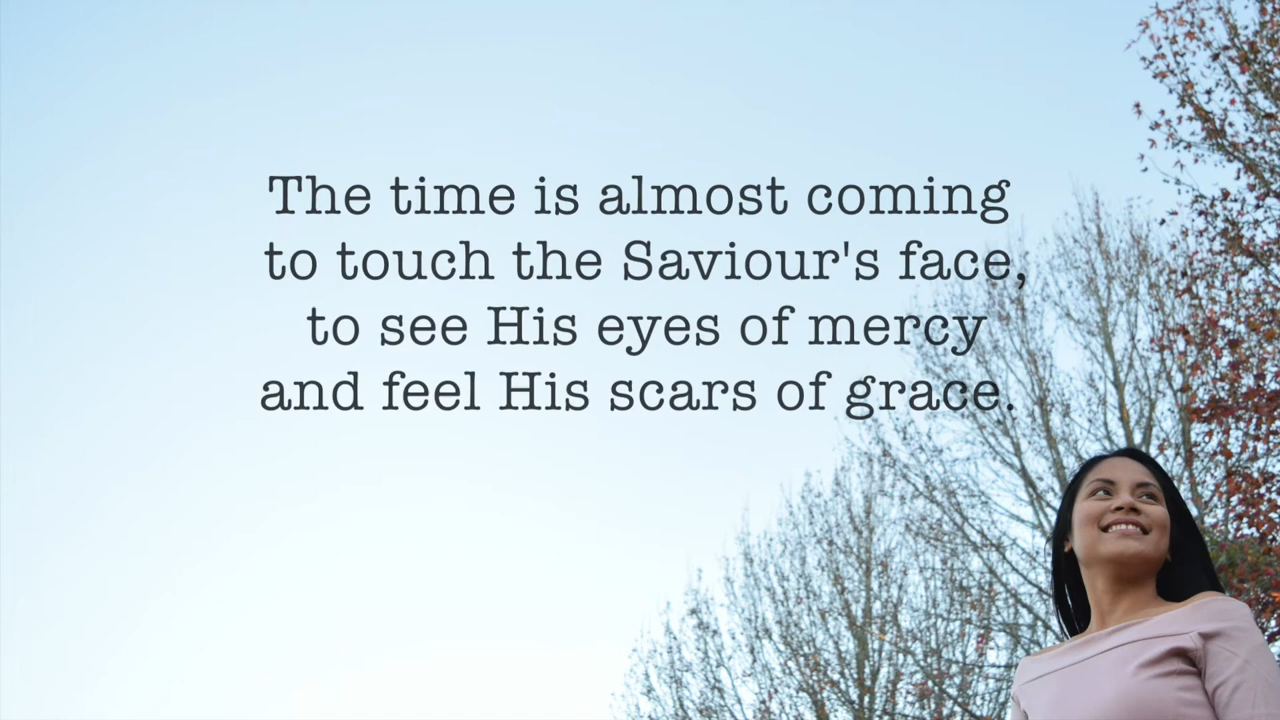 The time is almost coming
to touch the Saviour's face,
to see His eyes of mercy
and feel His scars of grace.